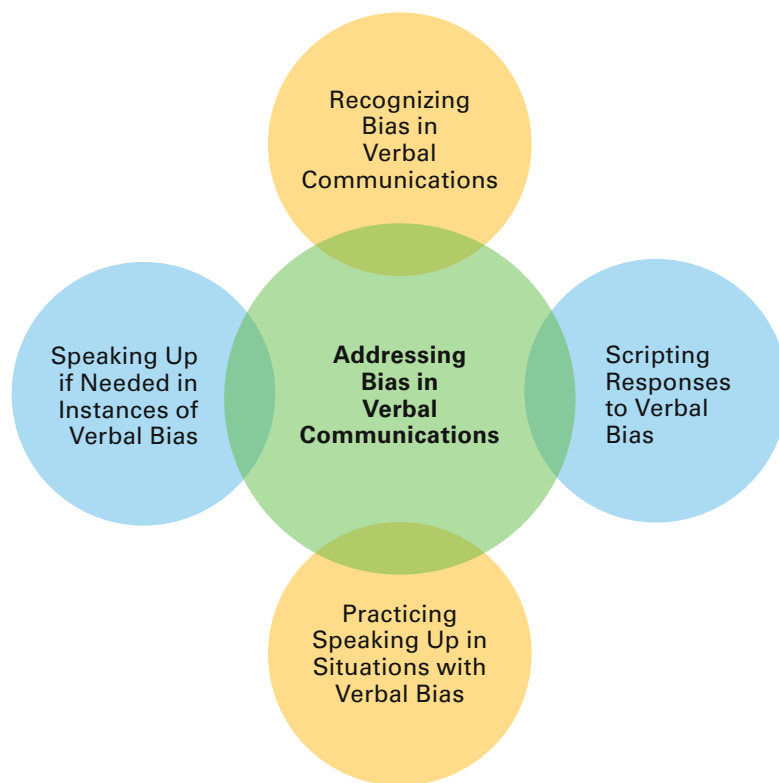 Recognizing
Bias in
Verbal
Communications
Speaking Up
if Needed in
Instances of
Verbal Bias
Addressing
Bias in
Verbal
Communications
Scripting
Responses
to Verbal
Bias
Practicing
Speaking Up in
Situations with
Verbal Bias